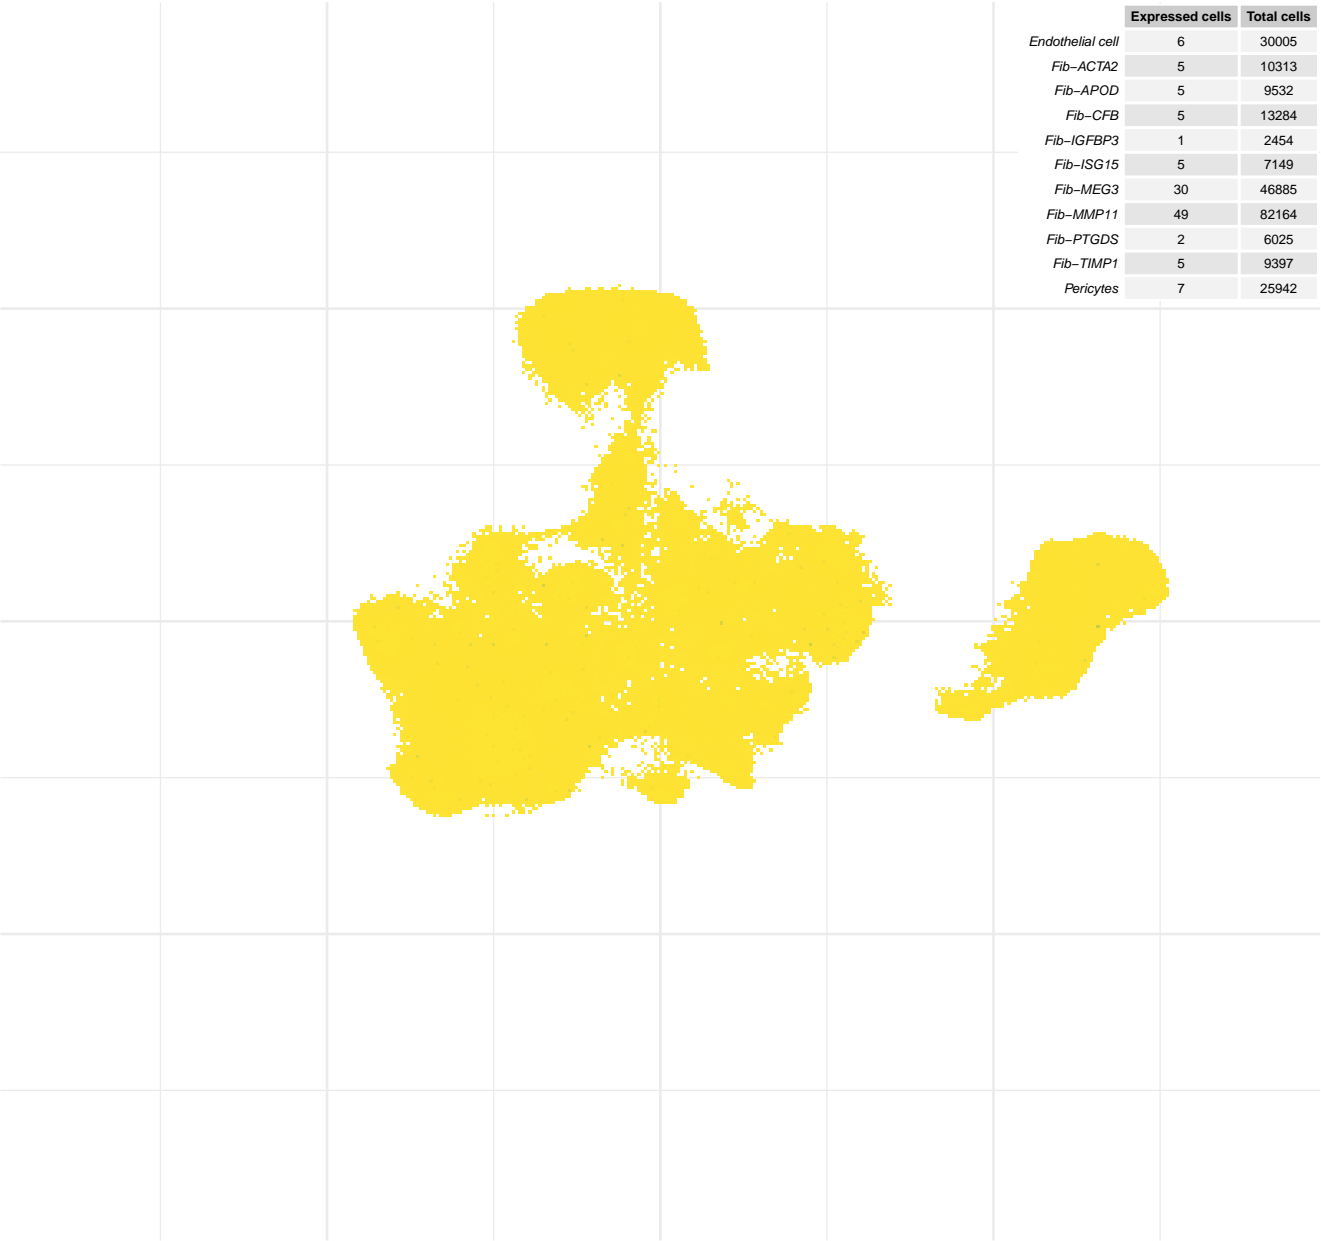 Expressed cells Total cells
Endothelial cell 6 30005
Fib−ACTA2 5 10313
Fib−APOD 5 9532
Fib−CFB 5 13284
Fib−IGFBP3 1 2454
Fib−ISG15 5 7149
Fib−MEG3 30 46885
Fib−MMP11 49 82164
Fib−PTGDS 2 6025
Fib−TIMP1 5 9397
Pericytes 7 25942